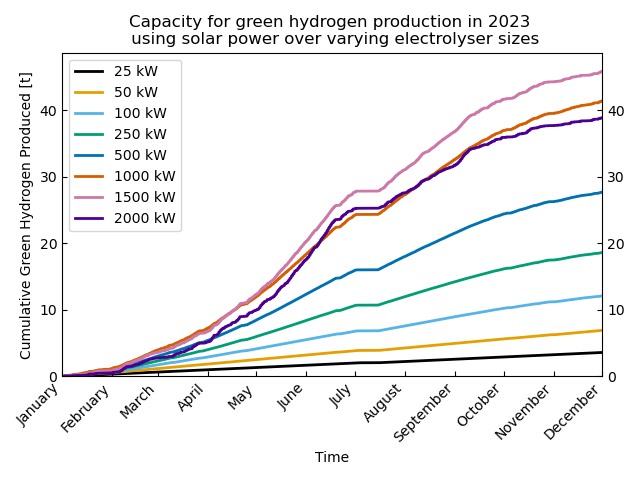 Capacity for green hydrogen production in 2023
using solar power over varying electrolyser sizes
Cumulative Green Hydrogen Produced [t]
40
30
20
10
0
25 kW
50 kW
100 kW
250 kW
500 kW
1000 kW
1500 kW
2000 kW
40
30
20
10
0
January
February
March
April
May
June
July
August
September
October
November
December
Time